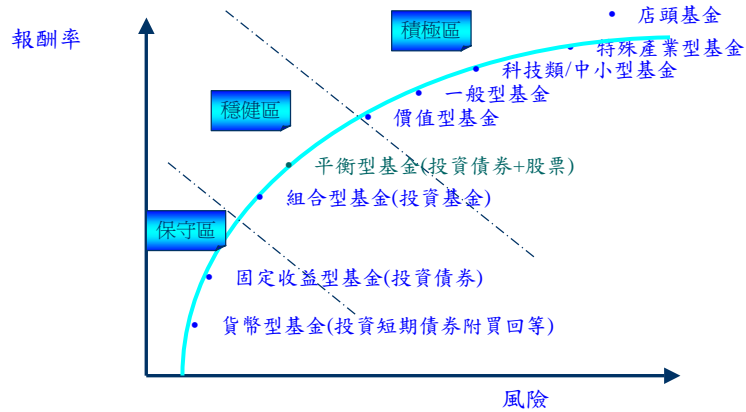 店頭基金
積極區
報酬率
特殊產業型基金
科技類/中小型基金
一般型基金
穩健區
價值型基金
平衡型基金(投資債券+股票)
組合型基金(投資基金)
保守區
固定收益型基金(投資債券)
貨幣型基金(投資短期債券附買回等)
風險